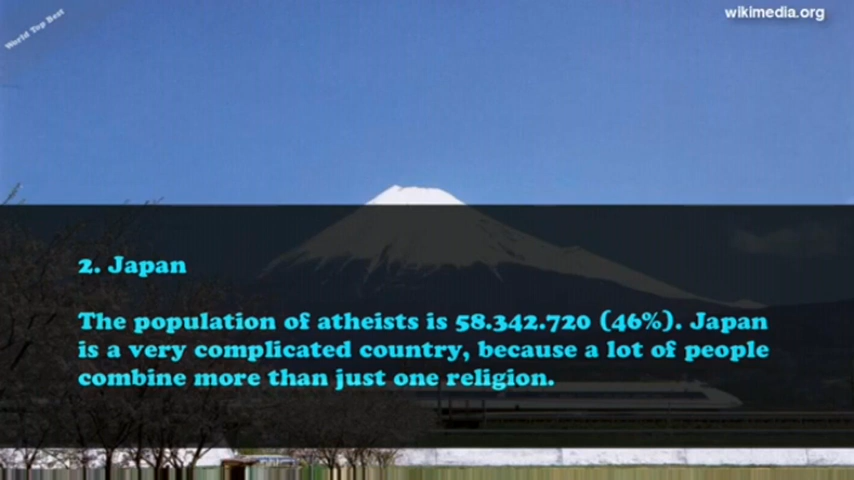 World Top Best
wikimedia.org
2. Japan
The population of atheists is 58.342.720 (46%). Japan
is a very complicated country, because a lot of people
combine more than just one religion.